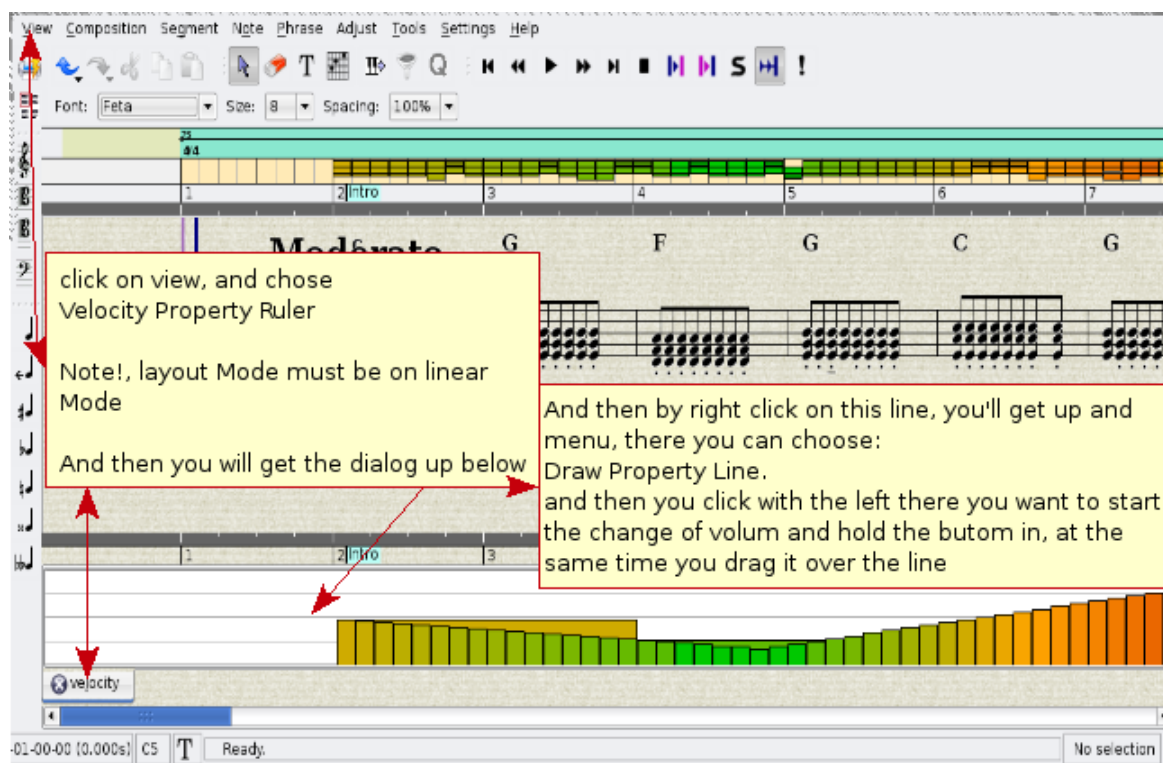 View Composition Segment Note Phrase Adjust Tools Settings Help
T Q S !
Font: Feta Size: 8 Spacing: 100%
4/4
1 2 Intro 3 4 5 6 7
Moderato G F G C G
click on view, and chose
Velocity Property Ruler
Note!, layout Mode must be on linear
Mode
And then you will get the dialog up below
And then by right click on this line, you'll get up and
menu, there you can choose:
Draw Property Line.
and then you click with the left there you want to start
the change of volum and hold the butom in, at the
same time you drag it over the line
1 2 Intro 3
velocity
-01-00-00 (0.000s) C5 T Ready. No selection